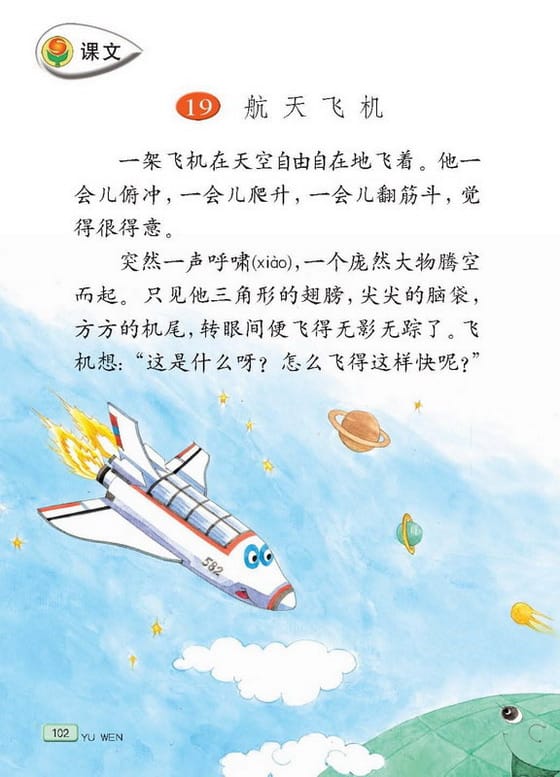 课文
19 航天飞机
一架飞机在天空自由自在地飞着。他一
会儿俯冲，一会儿爬升，一会儿翻筋斗，觉
得很得意。
突然一声呼啸(xiào)，一个庞然大物腾空
而起。只见他三角形的翅膀，尖尖的脑袋，
方方的机尾，转眼间便飞得无影无踪了。飞
机想：“这是什么呀？怎么飞得这样快呢？”
582
102 YU WEN